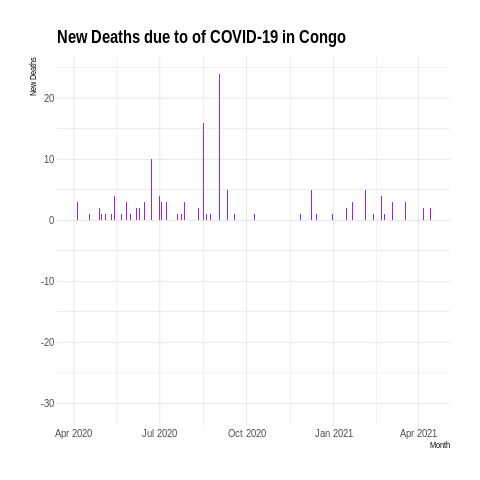 New Deaths due to of COVID-19 in Congo
New Deaths
20
10
0
-10
-20
-30
Apr 2020 Jul 2020 Oct 2020 Jan 2021 Apr 2021
Month